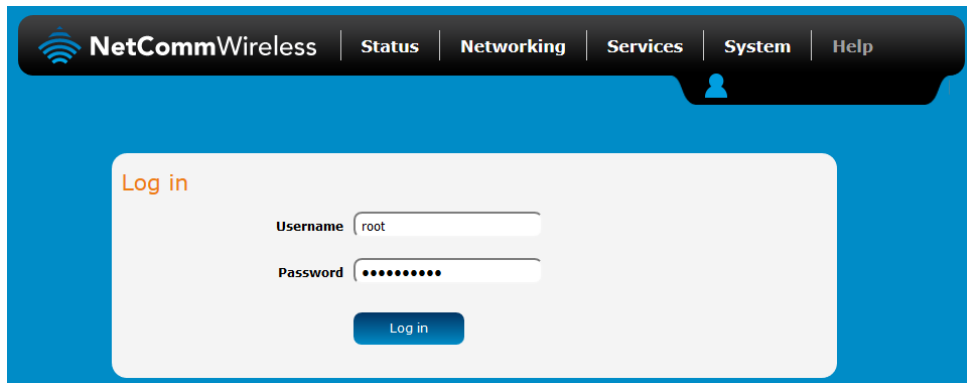 NetCommWireless Status Networking Services System Help
Log in
Username root
Password ••••••••••
Log in